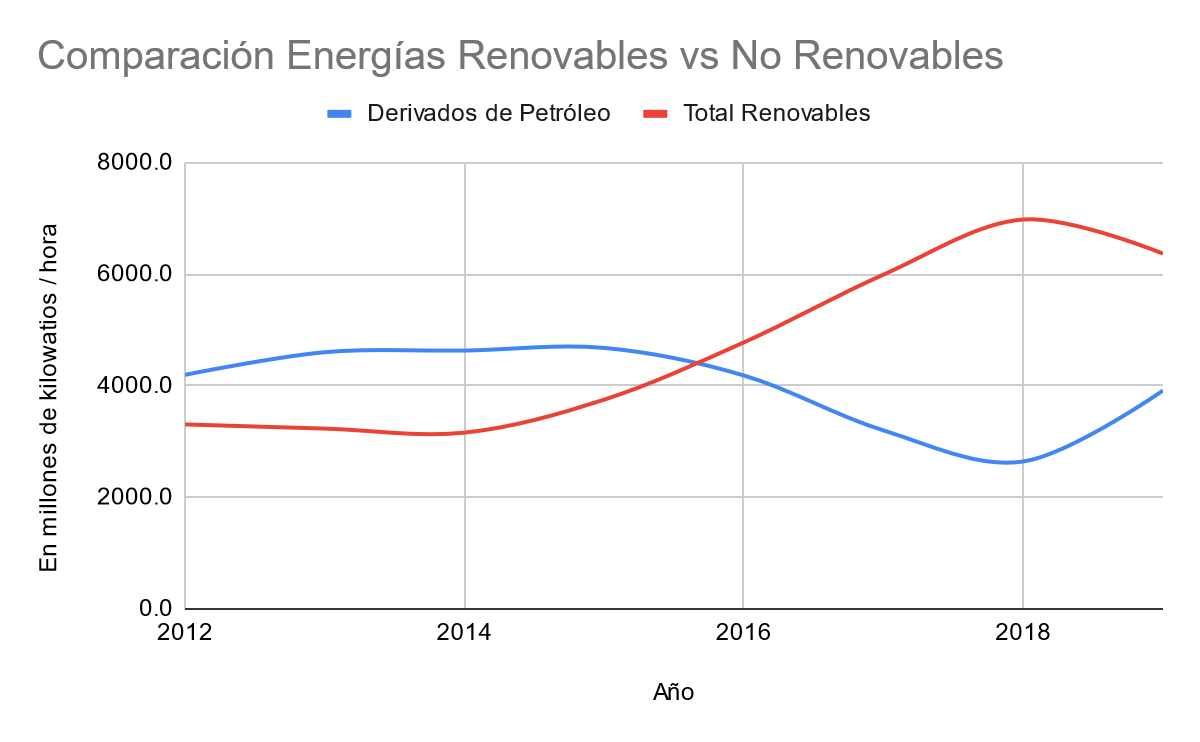 Comparación Energías Renovables vs No Renovables
Derivados de Petróleo
Total Renovables
En millones de kilowatios / hora
8000.0
6000.0
4000.0
2000.0
0.0
2012
2014
2016
2018
Año